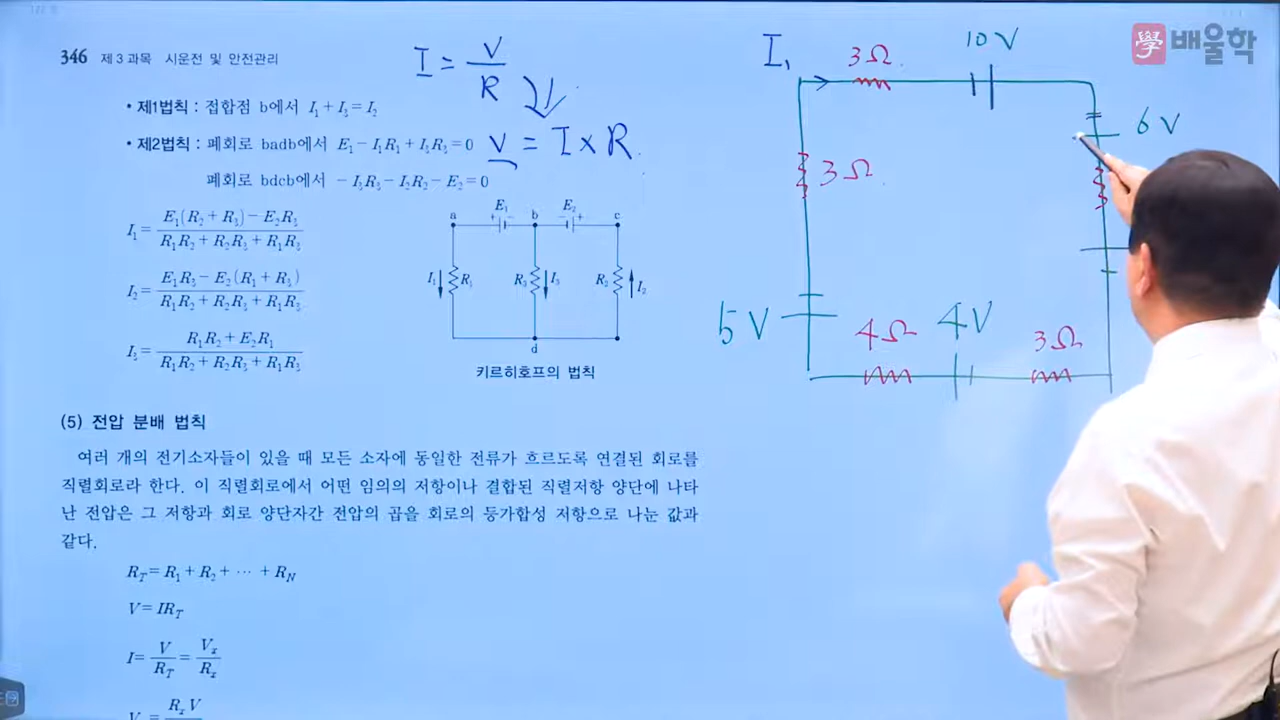 346 제3과목 시운전 및 안전관리
• 제1법칙 : 접합점 b에서 I₁+I₃=I₂
• 제2법칙 : 폐회로 badb에서 E₁−I₁R₁+I₃R₃=0
폐회로 bdcb에서 −I₃R₃−I₂R₂−E₂=0
I₁= E₁(R₂+R₃)−E₂R₃ / R₁R₂+R₂R₃+R₁R₃
I₂= E₁R₃−E₂(R₁+R₃) / R₁R₂+R₂R₃+R₁R₃
I₃= R₁R₂+E₂R₁ / R₁R₂+R₂R₃+R₁R₃
I = V / R
V = I × R
E₁ E₂
a + - b - + c
I₁ R₁ R₃ I₃ R₂ I₂
d
키르히호프의 법칙
(5) 전압 분배 법칙
여러 개의 전기소자들이 있을 때 모든 소자에 동일한 전류가 흐르도록 연결된 회로를
직렬회로라 한다. 이 직렬회로에서 어떤 임의의 저항이나 결합된 직렬저항 양단에 나타
난 전압은 그 저항과 회로 양단자간 전압의 곱을 회로의 등가합성 저항으로 나눈 값과
같다.
R_T=R₁+R₂+ ⋯ +R_N
V=IR_T
I= V / R_T = V_x / R_x
R_x V
I₁ 3Ω 10V
6V
3Ω
5V 4Ω 4V 3Ω
學 배울학